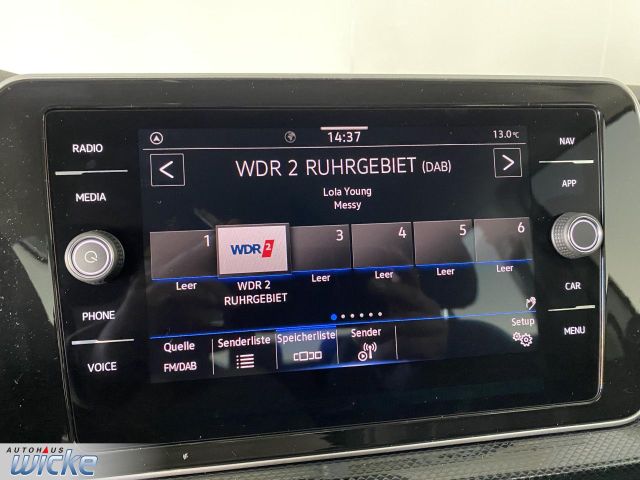 14:37
13.0°C
RADIO
MEDIA
PHONE
VOICE
NAV
APP
CAR
MENU
< WDR 2 RUHRGEBIET (DAB) >
Lola Young
Messy
1
WDR 2
3
4
5
6
Leer
WDR 2
RUHRGEBIET
Leer
Leer
Leer
Leer
Quelle
FM/DAB
Senderliste
Speicherliste
Sender
Setup
AUTOHAUS
WICKE